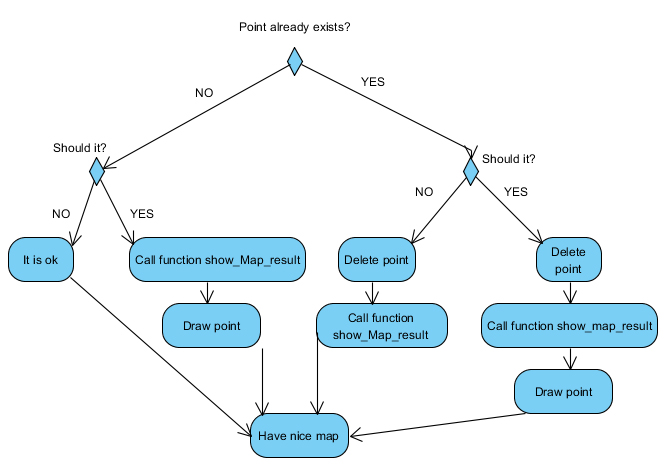 Point already exists?
NO
YES
Should it?
Should it?
NO
YES
NO
YES
It is ok
Call function show_Map_result
Delete point
Delete
point
Draw point
Call function
show_Map_result
Call function show_map_result
Draw point
Have nice map